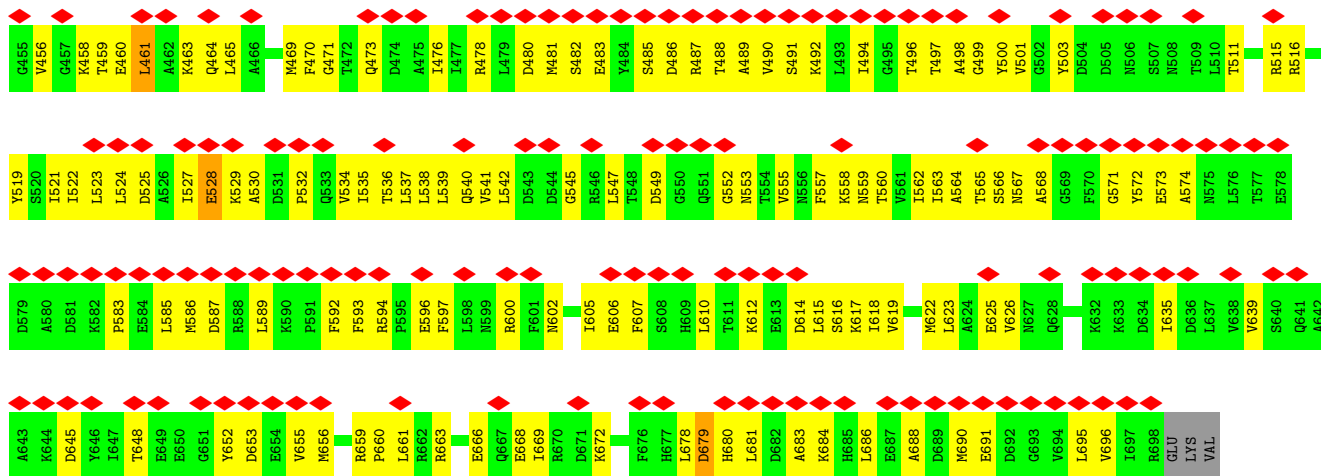 G455 V456 G457 K458 T459 E460 L461 A462 K463 Q464 L465 A466 M469 F470 G471 T472 Q473 D474 A475 I476 I477 R478 L479 D480 M481 S482 E483 Y484 S485 D486 R487 T488 A489 V490 S491 K492 L493 I494 G495 T496 T497 A498 G499 Y500 V501 G502 Y503 D504 D505 N506 S507 N508 T509 L510 T511 R515 R516
Y519 S520 I521 I522 L523 L524 D525 A526 I527 E528 K529 A530 D531 P532 Q533 V534 I535 T536 L537 L538 L539 Q540 V541 L542 D543 D544 G545 R546 L547 T548 D549 G550 Q551 G552 N553 T554 V555 N556 F557 K558 N559 T560 V561 I562 I563 A564 T565 S566 N567 A568 G569 F570 G571 Y572 E573 A574 N575 L576 T577 E578
D579 A580 D581 K582 P583 E584 L585 M586 D587 R588 L589 K590 P591 F592 F593 R594 P595 E596 F597 L598 N599 R600 F601 N602 I605 E606 F607 S608 H609 L610 T611 K612 E613 D614 L615 S616 K617 I618 V619 M622 L623 A624 E625 V626 N627 Q628 K632 K633 D634 I635 D636 L637 V638 V639 S640 Q641 A642
A643 K644 D645 Y646 I647 T648 E649 E650 G651 Y652 D653 E654 V655 M656 R659 P660 L661 R662 R663 E666 Q667 E668 I669 R670 D671 K672 F676 H677 L678 D679 H680 L681 D682 A683 K684 H685 L686 E687 A688 D689 M690 E691 D692 G693 V694 L695 V696 I697 R698 GLU LYS VAL